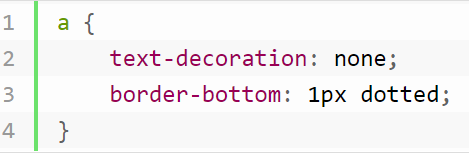 1 a {
2     text-decoration: none;
3     border-bottom: 1px dotted;
4 }